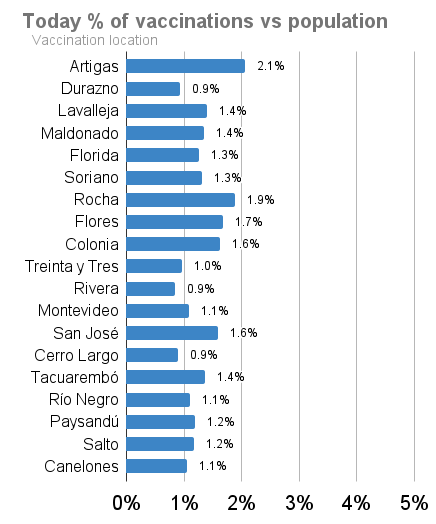 Today % of vaccinations vs population
Vaccination location
Artigas 2.1%
Durazno 0.9%
Lavalleja 1.4%
Maldonado 1.4%
Florida 1.3%
Soriano 1.3%
Rocha 1.9%
Flores 1.7%
Colonia 1.6%
Treinta y Tres 1.0%
Rivera 0.9%
Montevideo 1.1%
San José 1.6%
Cerro Largo 0.9%
Tacuarembó 1.4%
Río Negro 1.1%
Paysandú 1.2%
Salto 1.2%
Canelones 1.1%
0% 1% 2% 3% 4% 5%